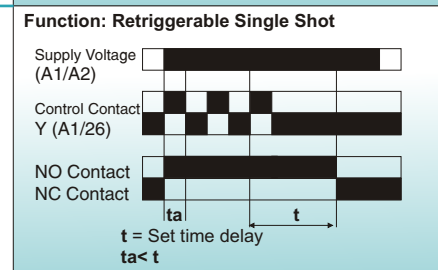 Function: Retriggerable Single Shot
Supply Voltage
(A1/A2)
Control Contact
Y (A1/26)
NO Contact
NC Contact
ta
t
t = Set time delay
ta< t